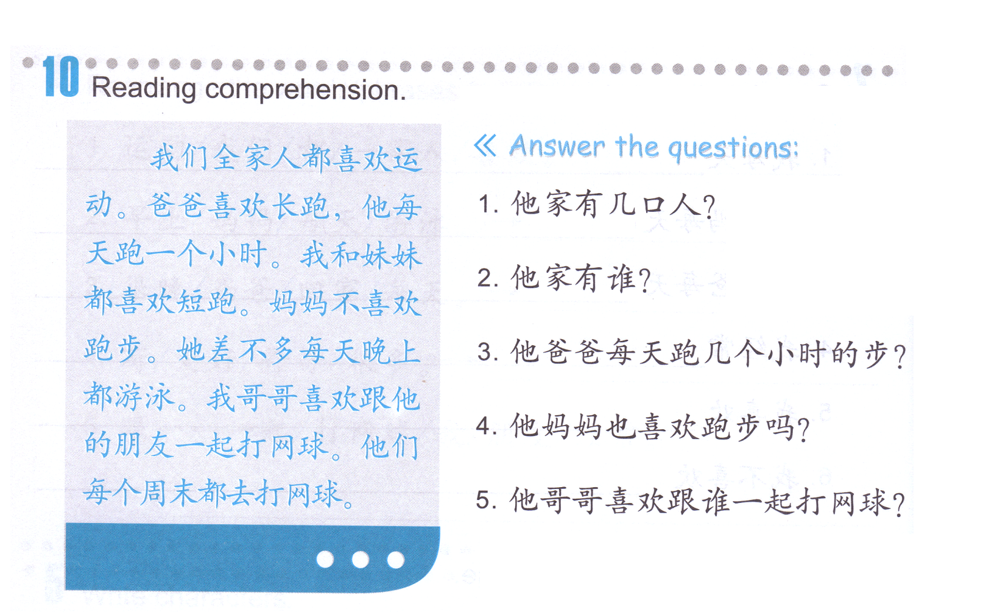 10
Reading comprehension.
我们全家人都喜欢运
动。爸爸喜欢长跑，他每
天跑一个小时。我和妹妹
都喜欢短跑。妈妈不喜欢
跑步。她差不多每天晚上
都游泳。我哥哥喜欢跟他
的朋友一起打网球。他们
每个周末都去打网球。
« Answer the questions:
1. 他家有几口人？
2. 他家有谁？
3. 他爸爸每天跑几个小时的步？
4. 他妈妈也喜欢跑步吗？
5. 他哥哥喜欢跟谁一起打网球？